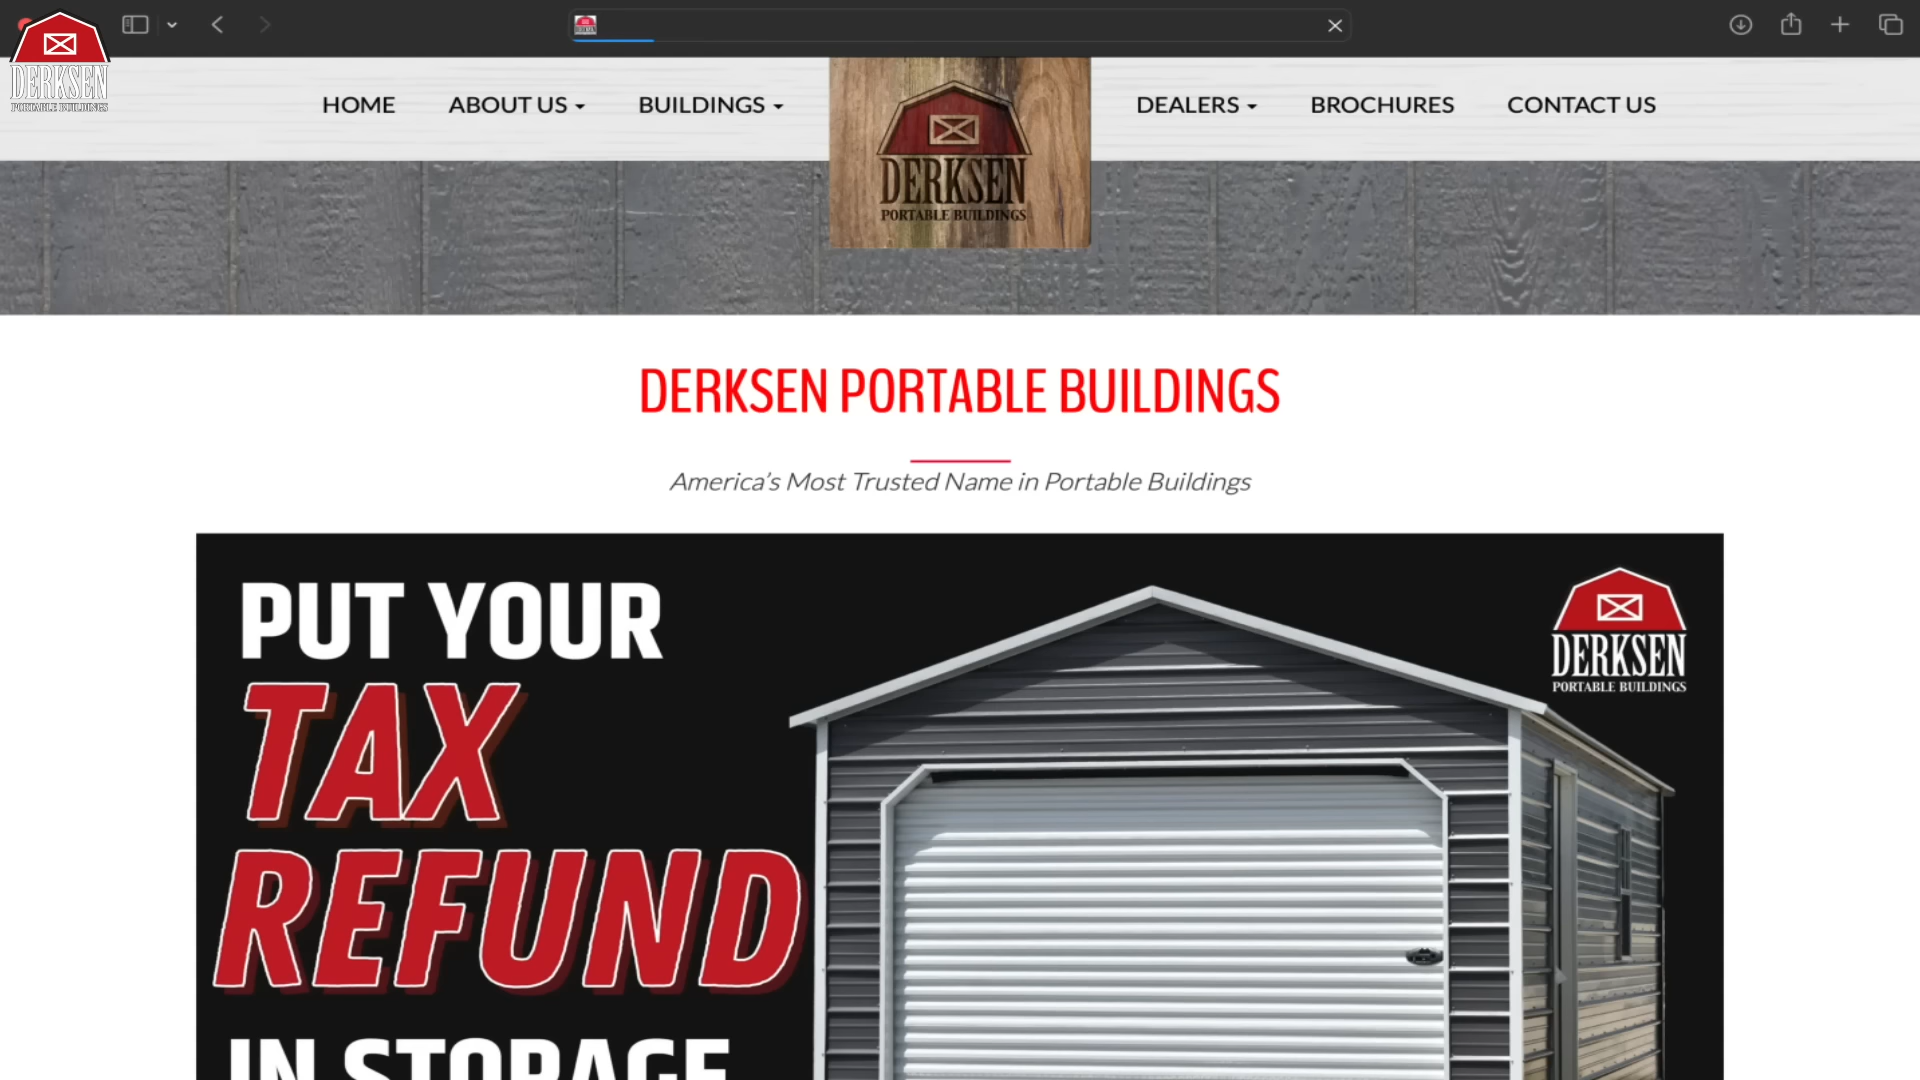 DERKSEN
PORTABLE BUILDINGS
HOME
ABOUT US
BUILDINGS
DERKSEN
PORTABLE BUILDINGS
DEALERS
BROCHURES
CONTACT US
DERKSEN PORTABLE BUILDINGS
America's Most Trusted Name in Portable Buildings
PUT YOUR
TAX
REFUND
IN STORAGE
DERKSEN
PORTABLE BUILDINGS